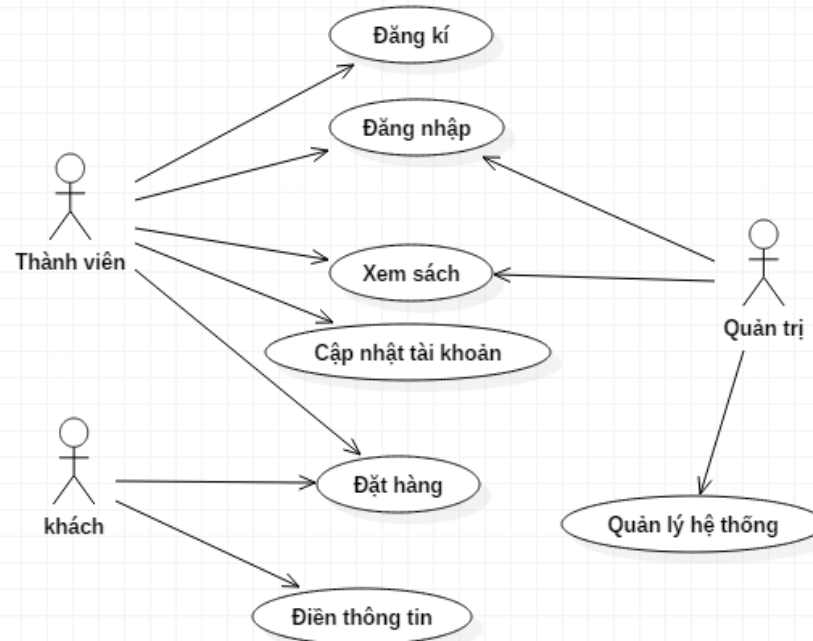 Đăng kí
Đăng nhập
Thành viên
Xem sách
Quản trị
Cập nhật tài khoản
Đặt hàng
khách
Quản lý hệ thống
Điền thông tin